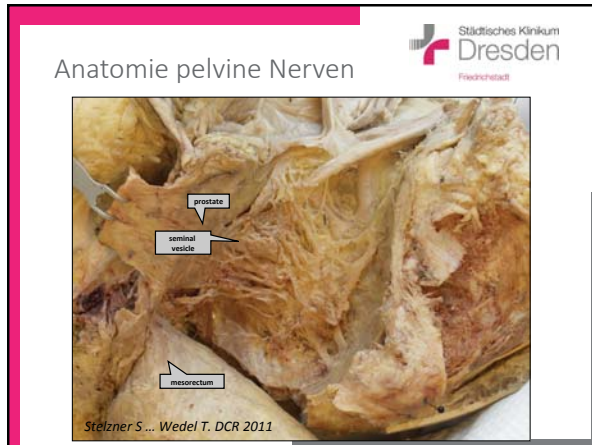 Städtisches Klinikum
Dresden
Friedrichstadt
Anatomie pelvine Nerven
prostate
seminal
vesicle
mesorectum
Stelzner S ... Wedel T. DCR 2011